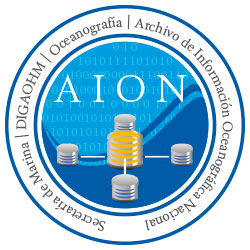 Secretaría de Marina | DIGAOHM | Oceanografía | Archivo de Información Oceanográfica Nacional
AION